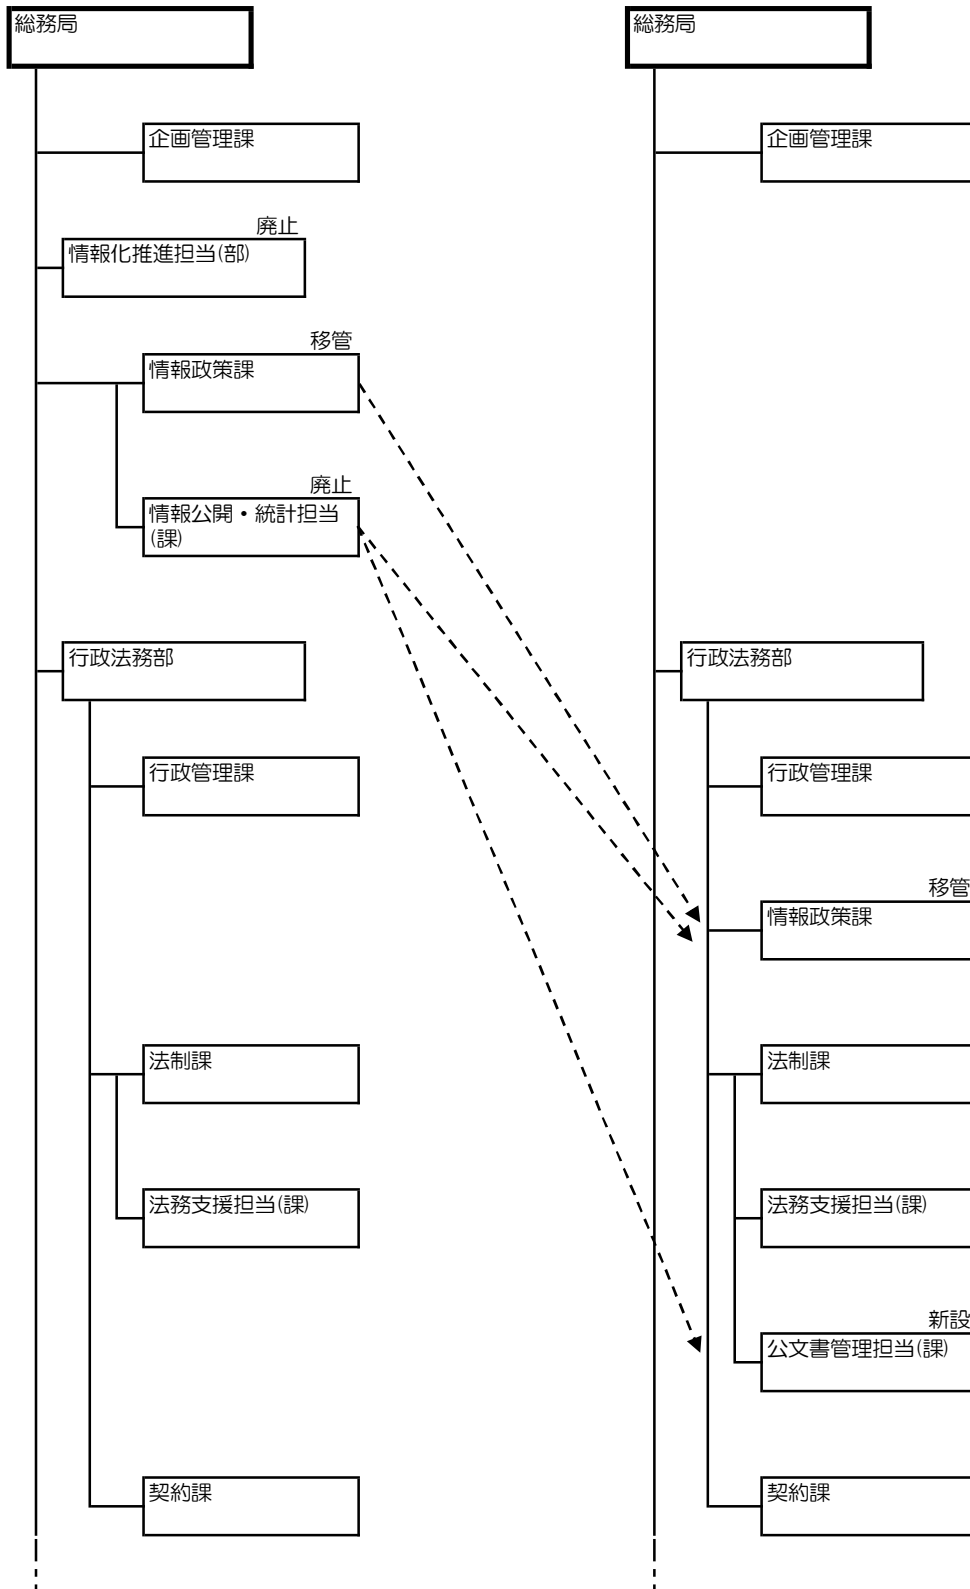 総務局
企画管理課
廃止
情報化推進担当(部)
移管
情報政策課
廃止
情報公開・統計担当
(課)
行政法務部
行政管理課
法制課
法務支援担当(課)
契約課
総務局
企画管理課
行政法務部
行政管理課
移管
情報政策課
法制課
法務支援担当(課)
新設
公文書管理担当(課)
契約課